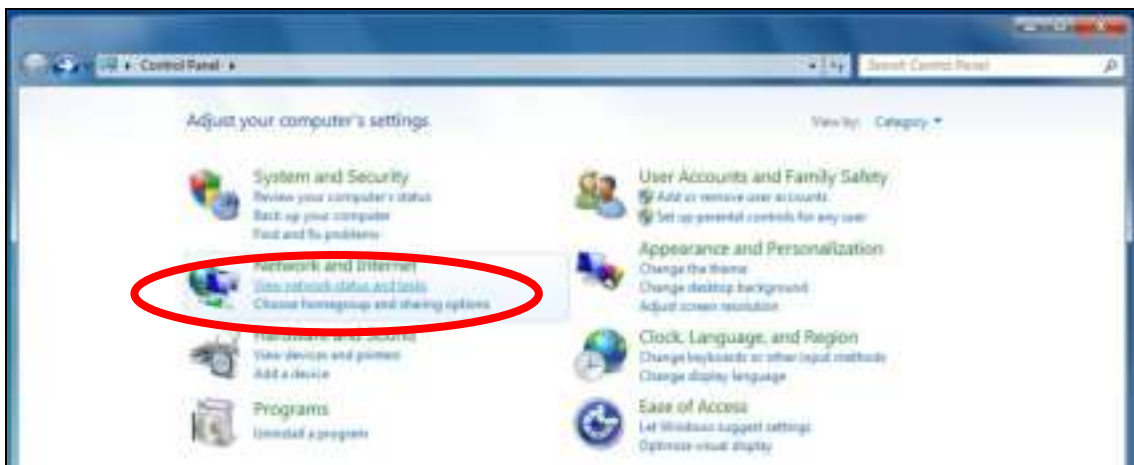 Control Panel
Search Control Panel
Adjust your computer's settings
View by: Category
System and Security
Review your computer's status
Back up your computer
Find and fix problems
Network and Internet
View network status and tasks
Choose homegroup and sharing options
Hardware and Sound
View devices and printers
Add a device
Programs
Uninstall a program
User Accounts and Family Safety
Add or remove user accounts
Set up parental controls for any user
Appearance and Personalization
Change the theme
Change desktop background
Adjust screen resolution
Clock, Language, and Region
Change keyboards or other input methods
Change display language
Ease of Access
Let Windows suggest settings
Optimize visual display